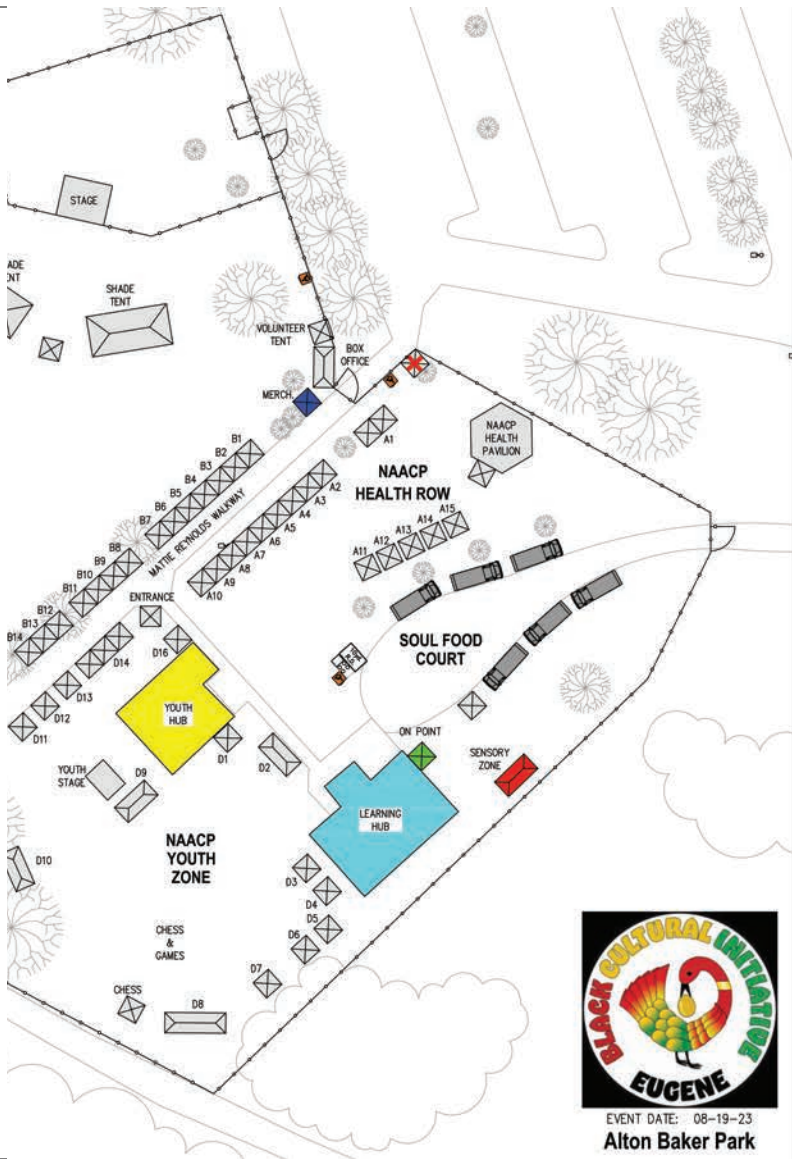 STAGE
ADE
ENT
SHADE
TENT
VOLUNTEER
TENT
BOX
OFFICE
MERCH.
A1
NAACP
HEALTH
PAVILION
NAACP
HEALTH ROW
B1
B2
B3
B4
B5
B6
B7
B8
B9
B10
B11
B12
B13
B14
MATTIE REYNOLDS WALKWAY
A2
A3
A4
A5
A6
A7
A8
A9
A10
A11
A12
A13
A14
A15
ENTRANCE
SOUL FOOD
COURT
D16
D14
D13
D12
D11
YOUTH
HUB
D1
D2
ON POINT
SENSORY
ZONE
YOUTH
STAGE
D9
LEARNING
HUB
NAACP
YOUTH
ZONE
D10
D3
D4
D5
D6
D7
CHESS
&
GAMES
CHESS
D8
BLACK CULTURAL INITIATIVE
EUGENE
EVENT DATE: 08-19-23
Alton Baker Park